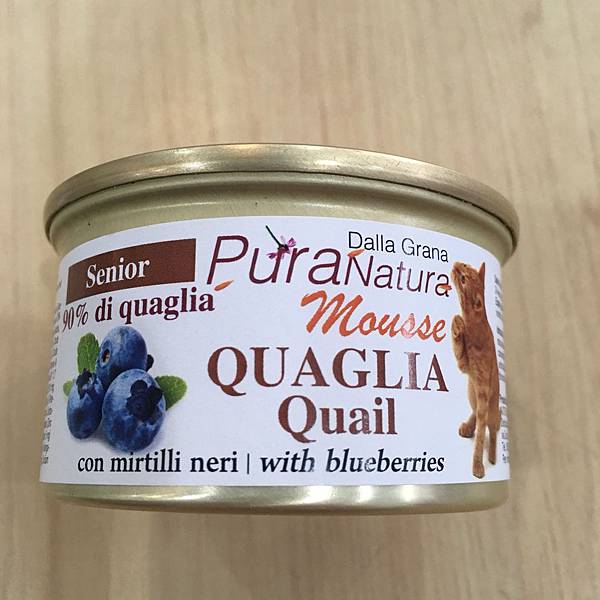 Senior
90% di quaglia
Dalla Grana
PuraNatura
Mousse
QUAGLIA
Quail
con mirtilli neri | with blueberries